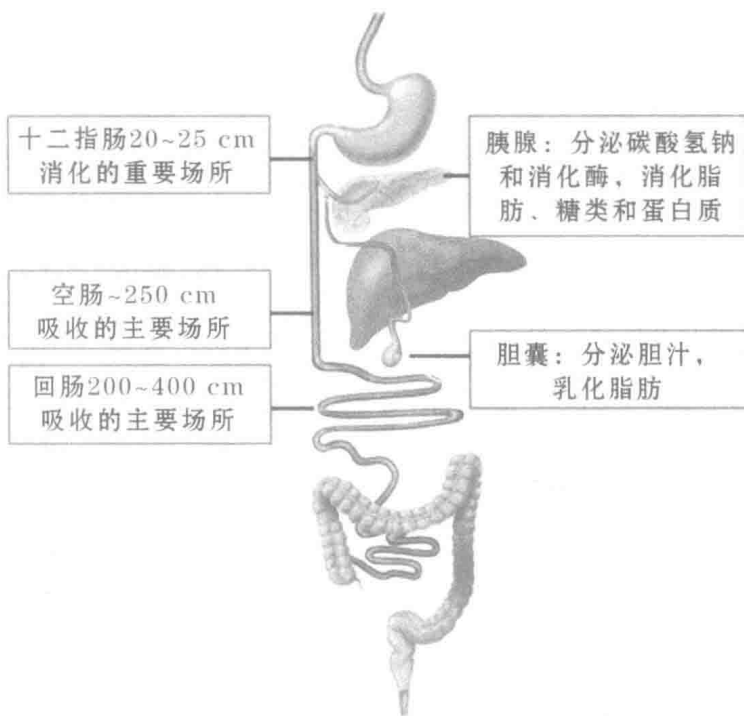 十二指肠20~25 cm
消化的重要场所
胰腺：分泌碳酸氢钠
和消化酶，消化脂
肪、糖类和蛋白质
空肠~250 cm
吸收的主要场所
胆囊：分泌胆汁，
乳化脂肪
回肠200~400 cm
吸收的主要场所